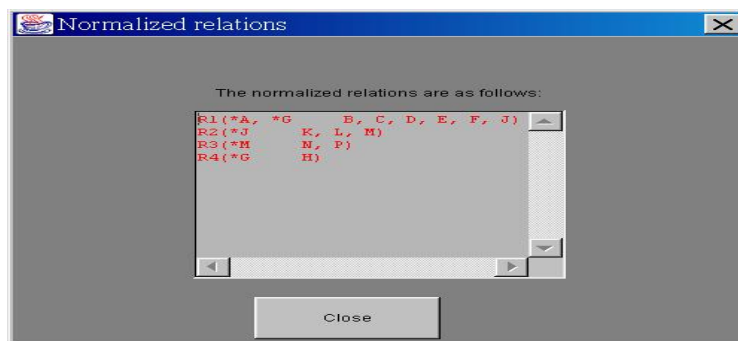 Normalized relations
The normalized relations are as follows:
R1(*A, *G     B, C, D, E, F, J)
R2(*J     K, L, M)
R3(*M     N, P)
R4(*G     H)
Close